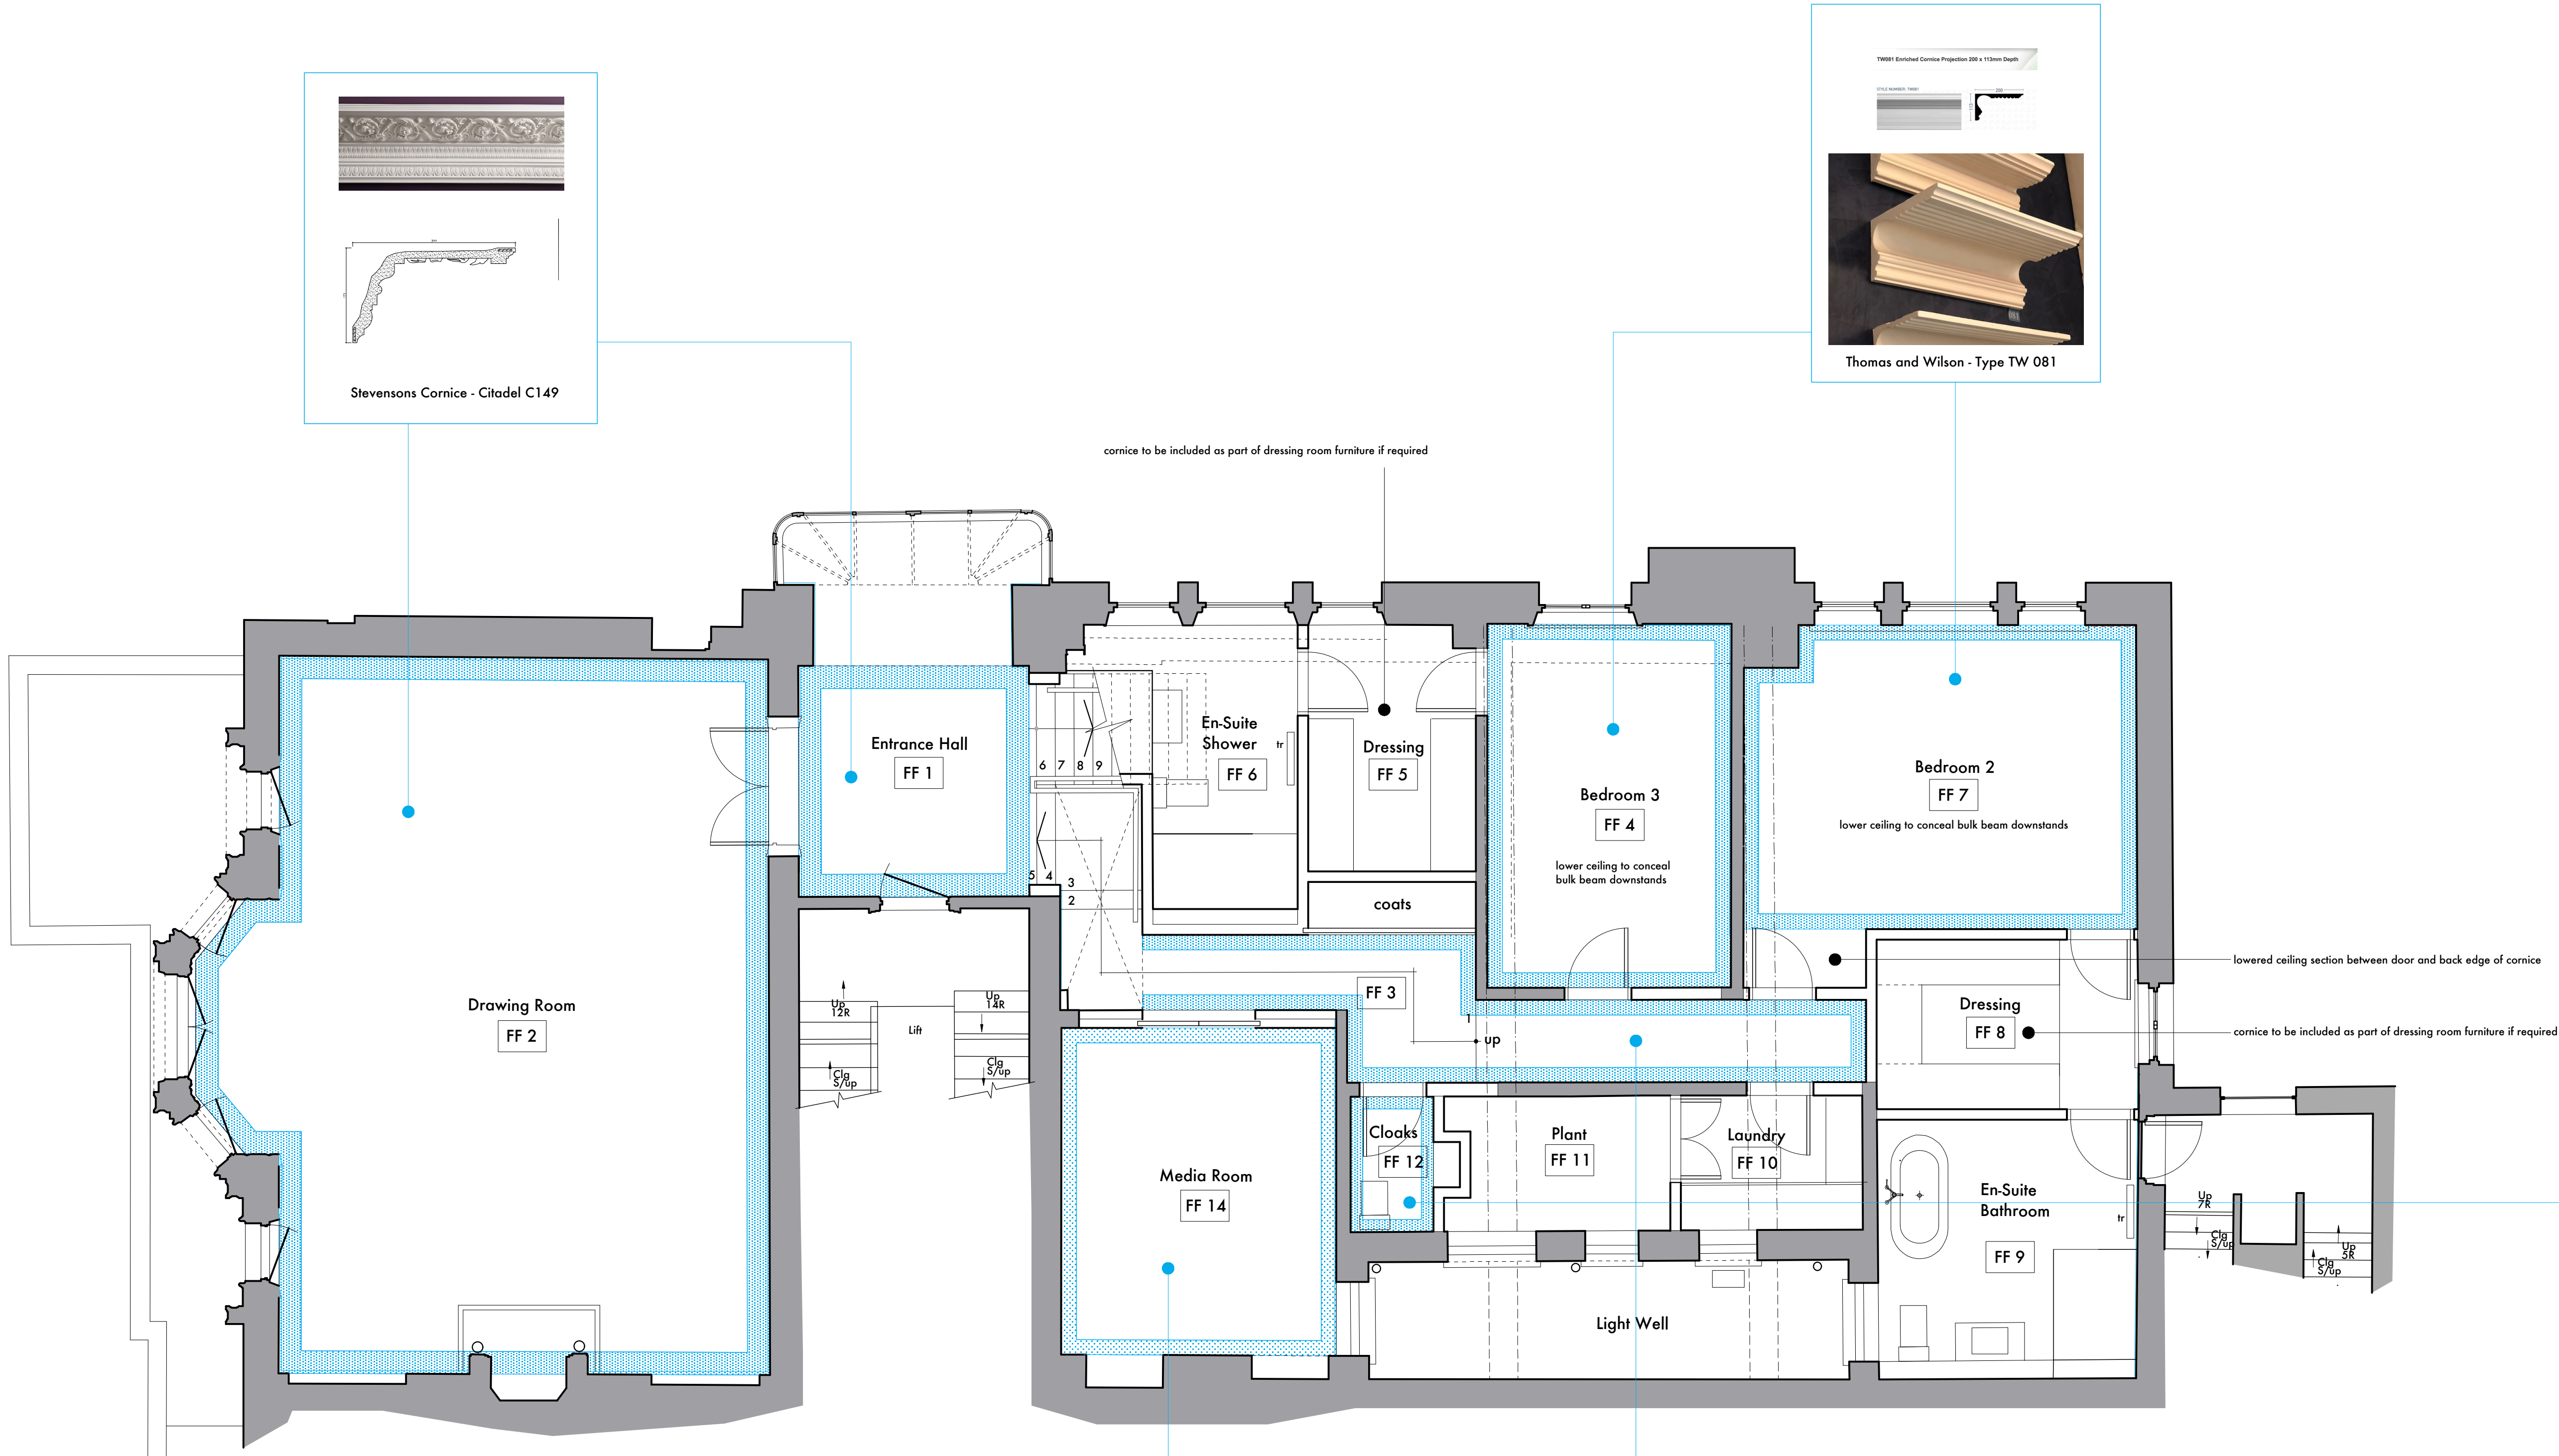 TW081 Enriched Cornice Projection 200 x 113mm Depth
STYLE NUMBER: TW081
200
113
Thomas and Wilson - Type TW 081
Stevensons Cornice - Citadel C149
cornice to be included as part of dressing room furniture if required
Entrance Hall
FF 1
6 7 8 9
5 4
3
2
En-Suite
Shower
FF 6
tr
Dressing
FF 5
coats
Bedroom 3
FF 4
lower ceiling to conceal
bulk beam downstands
Bedroom 2
FF 7
lower ceiling to conceal bulk beam downstands
lowered ceiling section between door and back edge of cornice
Drawing Room
FF 2
Up
12R
Lift
Up
14R
Clg
S/up
Clg
S/up
FF 3
1
up
Dressing
FF 8
cornice to be included as part of dressing room furniture if required
Media Room
FF 14
Cloaks
FF 12
Plant
FF 11
Laundry
FF 10
En-Suite
Bathroom
FF 9
tr
Up
7R
Clg
S/up
Up
5R
Clg
S/up
Light Well